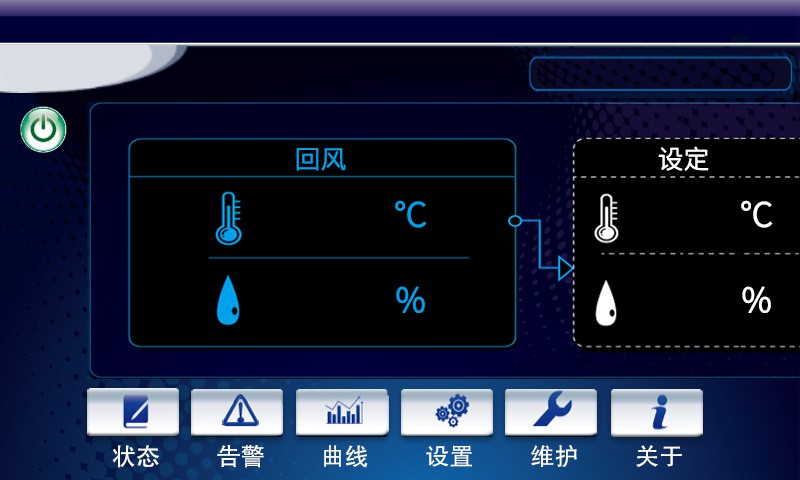 回风 设定
℃ ℃
% %
状态 告警 曲线 设置 维护 关于